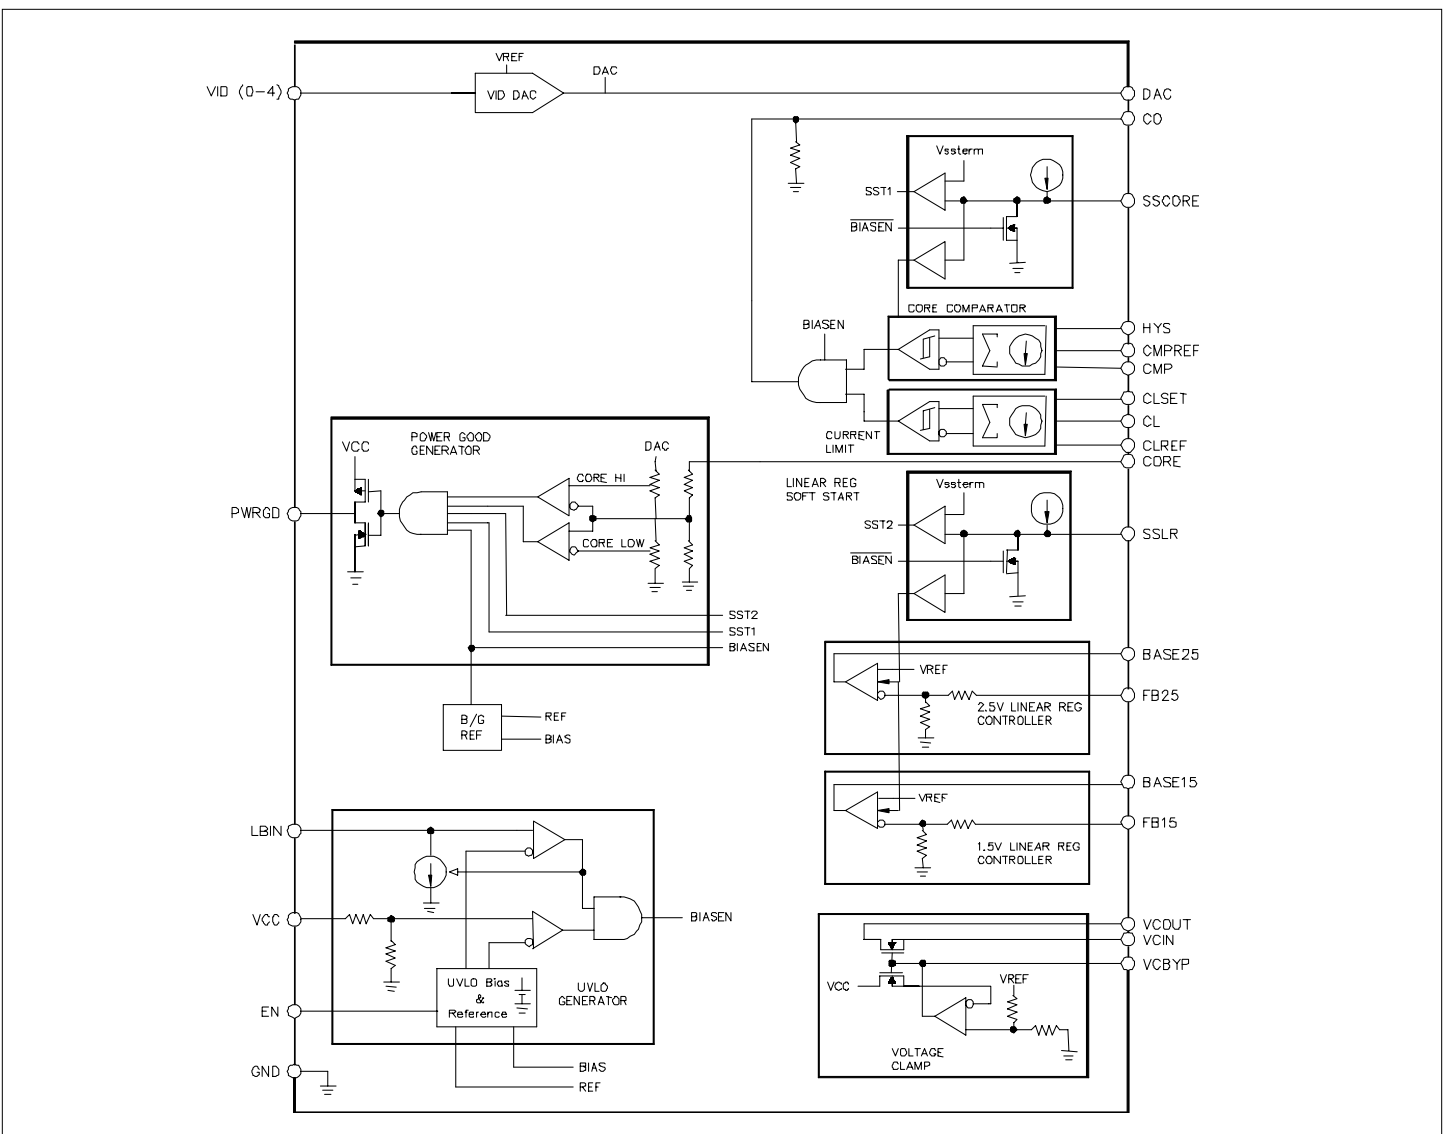 VREF
DAC
VID (0-4)
VID DAC
DAC
CO
Vssterm
SST1
SSCORE
BIASEN
CORE COMPARATOR
BIASEN
HYS
CMPREF
CMP
CLSET
CL
CLREF
CURRENT
LIMIT
CORE
POWER GOOD
GENERATOR
VCC
DAC
CORE HI
CORE LOW
PWRGD
SST2
SST1
BIASEN
LINEAR REG
SOFT START
Vssterm
SST2
SSLR
BIASEN
B/G
REF
REF
BIAS
BASE25
VREF
FB25
2.5V LINEAR REG
CONTROLLER
BASE15
VREF
FB15
1.5V LINEAR REG
CONTROLLER
LBIN
VCC
BIASEN
UVLO Bias
&
Reference
UVLO
GENERATOR
EN
BIAS
REF
GND
VCOUT
VCIN
VCBYP
VCC
VREF
VOLTAGE
CLAMP